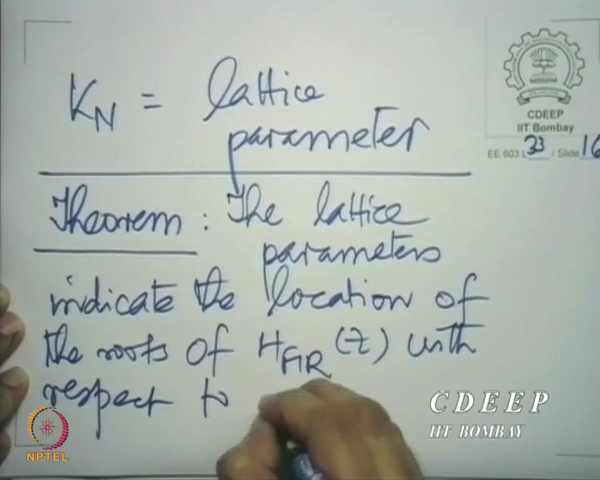 K_N = lattice
parameter
Theorem : The lattice
parameters
indicate the location of
the roots of H_FIR (z) with
respect to
CDEEP
IIT Bombay
EE 603 L 33 / Slide 16
CDEEP
IIT BOMBAY
NPTEL